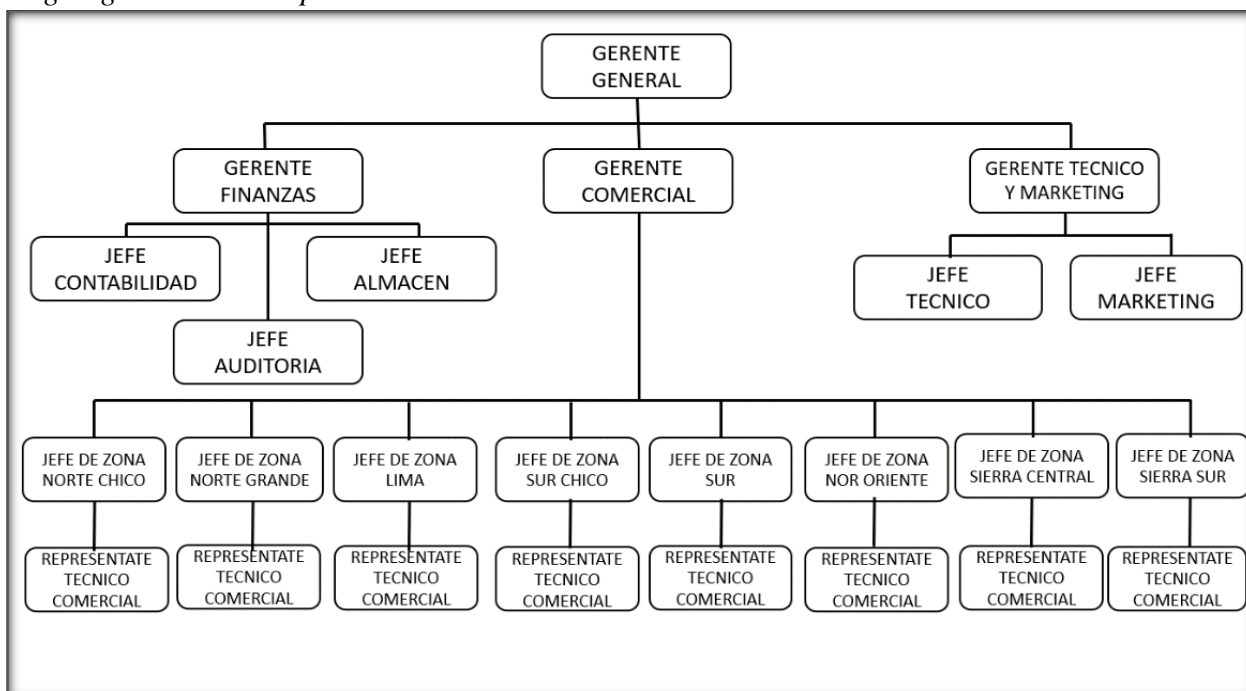 GERENTE
GENERAL
GERENTE
FINANZAS
GERENTE
COMERCIAL
GERENTE TECNICO
Y MARKETING
JEFE
CONTABILIDAD
JEFE
ALMACEN
JEFE
TECNICO
JEFE
MARKETING
JEFE
AUDITORIA
JEFE DE ZONA
NORTE CHICO
JEFE DE ZONA
NORTE GRANDE
JEFE DE ZONA
LIMA
JEFE DE ZONA
SUR CHICO
JEFE DE ZONA
SUR
JEFE DE ZONA
NOR ORIENTE
JEFE DE ZONA
SIERRA CENTRAL
JEFE DE ZONA
SIERRA SUR
REPRESENTATE
TECNICO
COMERCIAL
REPRESENTATE
TECNICO
COMERCIAL
REPRESENTATE
TECNICO
COMERCIAL
REPRESENTATE
TECNICO
COMERCIAL
REPRESENTATE
TECNICO
COMERCIAL
REPRESENTATE
TECNICO
COMERCIAL
REPRESENTATE
TECNICO
COMERCIAL
REPRESENTATE
TECNICO
COMERCIAL